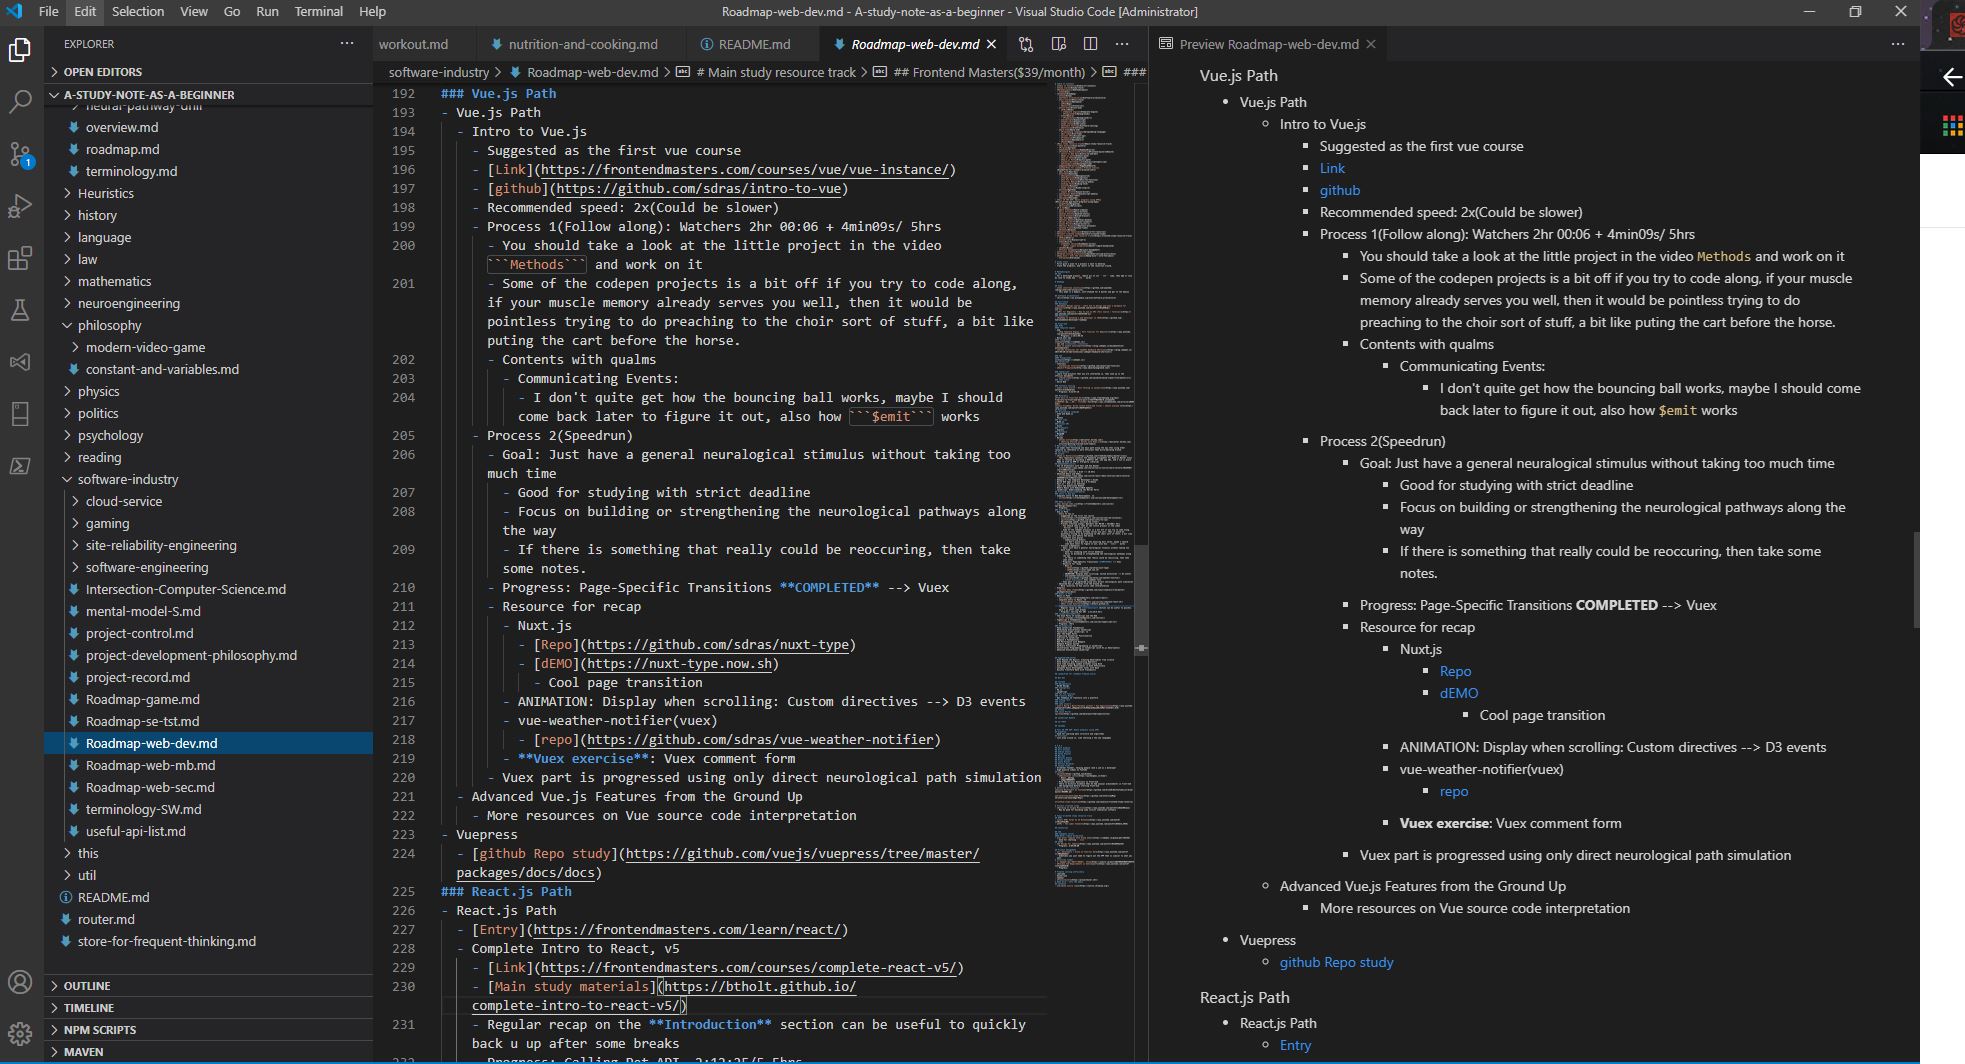 File Edit Selection View Go Run Terminal Help
Roadmap-web-dev.md - A-study-note-as-a-beginner - Visual Studio Code [Administrator]
EXPLORER
OPEN EDITORS
A-STUDY-NOTE-AS-A-BEGINNER
neural-pathway-drill
overview.md
roadmap.md
terminology.md
Heuristics
history
language
law
mathematics
neuroengineering
philosophy
modern-video-game
constant-and-variables.md
physics
politics
psychology
reading
software-industry
cloud-service
gaming
site-reliability-engineering
software-engineering
Intersection-Computer-Science.md
mental-model-S.md
project-control.md
project-development-philosophy.md
project-record.md
Roadmap-game.md
Roadmap-se-tst.md
Roadmap-web-dev.md
Roadmap-web-mb.md
Roadmap-web-sec.md
terminology-SW.md
useful-api-list.md
this
util
README.md
router.md
store-for-frequent-thinking.md
OUTLINE
TIMELINE
NPM SCRIPTS
MAVEN
1
workout.md nutrition-and-cooking.md README.md Roadmap-web-dev.md
software-industry > Roadmap-web-dev.md > # Main study resource track > ## Frontend Masters($39/month) > ###
192 ### Vue.js Path
193 - Vue.js Path
194 - Intro to Vue.js
195 - Suggested as the first vue course
196 - [Link](https://frontendmasters.com/courses/vue/vue-instance/)
197 - [github](https://github.com/sdras/intro-to-vue)
198 - Recommended speed: 2x(Could be slower)
199 - Process 1(Follow along): Watchers 2hr 00:06 + 4min09s/ 5hrs
200 - You should take a look at the little project in the video
```Methods``` and work on it
201 - Some of the codepen projects is a bit off if you try to code along,
if your muscle memory already serves you well, then it would be
pointless trying to do preaching to the choir sort of stuff, a bit like
puting the cart before the horse.
202 - Contents with qualms
203 - Communicating Events:
204 - I don't quite get how the bouncing ball works, maybe I should
come back later to figure it out, also how ```$emit``` works
205 - Process 2(Speedrun)
206 - Goal: Just have a general neuralogical stimulus without taking too
much time
207 - Good for studying with strict deadline
208 - Focus on building or strengthening the neurological pathways along
the way
209 - If there is something that really could be reoccuring, then take
some notes.
210 - Progress: Page-Specific Transitions **COMPLETED** --> Vuex
211 - Resource for recap
212 - Nuxt.js
213 - [Repo](https://github.com/sdras/nuxt-type)
214 - [dEMO](https://nuxt-type.now.sh)
215 - Cool page transition
216 - ANIMATION: Display when scrolling: Custom directives --> D3 events
217 - vue-weather-notifier(vuex)
218 - [repo](https://github.com/sdras/vue-weather-notifier)
219 - **Vuex exercise**: Vuex comment form
220 - Vuex part is progressed using only direct neurological path simulation
221 - Advanced Vue.js Features from the Ground Up
222 - More resources on Vue source code interpretation
223 - Vuepress
224 - [github Repo study](https://github.com/vuejs/vuepress/tree/master/
packages/docs/docs)
225 ### React.js Path
226 - React.js Path
227 - [Entry](https://frontendmasters.com/learn/react/)
228 - Complete Intro to React, v5
229 - [Link](https://frontendmasters.com/courses/complete-react-v5/)
230 - [Main study materials](https://btholt.github.io/
complete-intro-to-react-v5/)
231 - Regular recap on the **Introduction** section can be useful to quickly
back u up after some breaks
Preview Roadmap-web-dev.md
Vue.js Path
Vue.js Path
Intro to Vue.js
Suggested as the first vue course
Link
github
Recommended speed: 2x(Could be slower)
Process 1(Follow along): Watchers 2hr 00:06 + 4min09s/ 5hrs
You should take a look at the little project in the video Methods and work on it
Some of the codepen projects is a bit off if you try to code along, if your muscle
memory already serves you well, then it would be pointless trying to do
preaching to the choir sort of stuff, a bit like puting the cart before the horse.
Contents with qualms
Communicating Events:
I don't quite get how the bouncing ball works, maybe I should come
back later to figure it out, also how $emit works
Process 2(Speedrun)
Goal: Just have a general neuralogical stimulus without taking too much time
Good for studying with strict deadline
Focus on building or strengthening the neurological pathways along the
way
If there is something that really could be reoccuring, then take some
notes.
Progress: Page-Specific Transitions COMPLETED --> Vuex
Resource for recap
Nuxt.js
Repo
dEMO
Cool page transition
ANIMATION: Display when scrolling: Custom directives --> D3 events
vue-weather-notifier(vuex)
repo
Vuex exercise: Vuex comment form
Vuex part is progressed using only direct neurological path simulation
Advanced Vue.js Features from the Ground Up
More resources on Vue source code interpretation
Vuepress
github Repo study
React.js Path
React.js Path
Entry